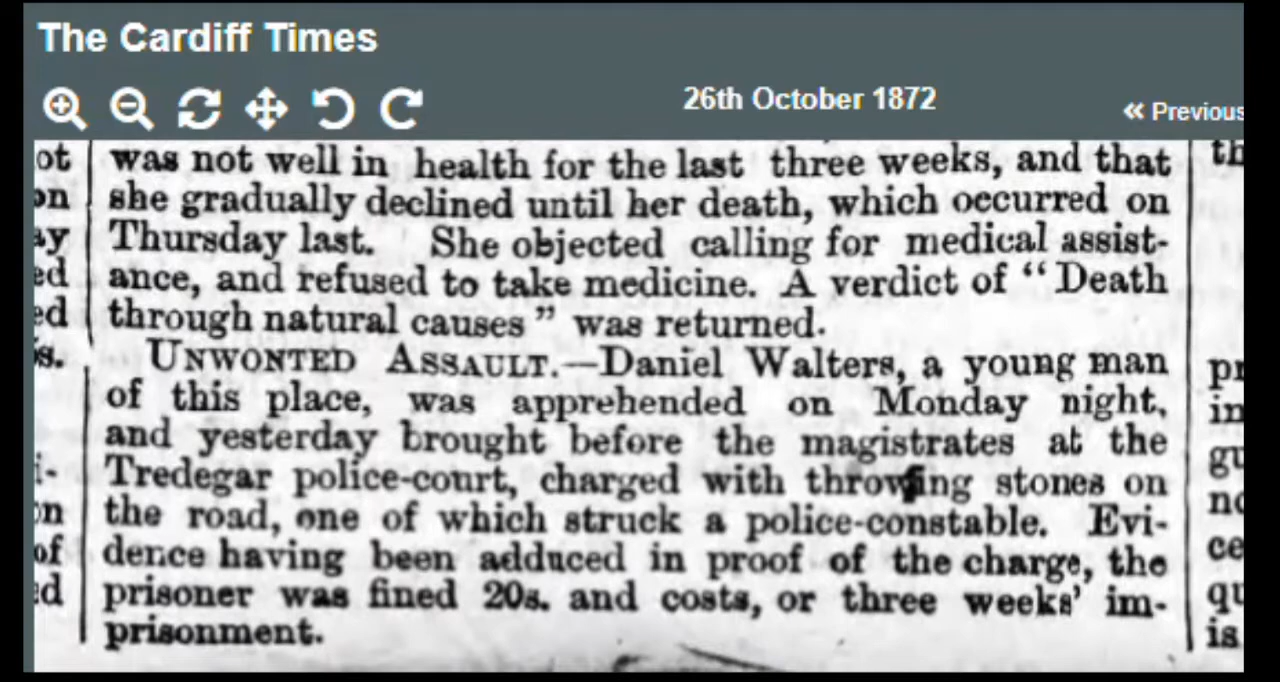 The Cardiff Times
26th October 1872
« Previous
was not well in health for the last three weeks, and that
she gradually declined until her death, which occurred on
Thursday last. She objected calling for medical assist-
ance, and refused to take medicine. A verdict of “Death
through natural causes” was returned.
UNWONTED ASSAULT.—Daniel Walters, a young man
of this place, was apprehended on Monday night,
and yesterday brought before the magistrates at the
Tredegar police-court, charged with throwing stones on
the road, one of which struck a police-constable. Evi-
dence having been adduced in proof of the charge, the
prisoner was fined 20s. and costs, or three weeks’ im-
prisonment.